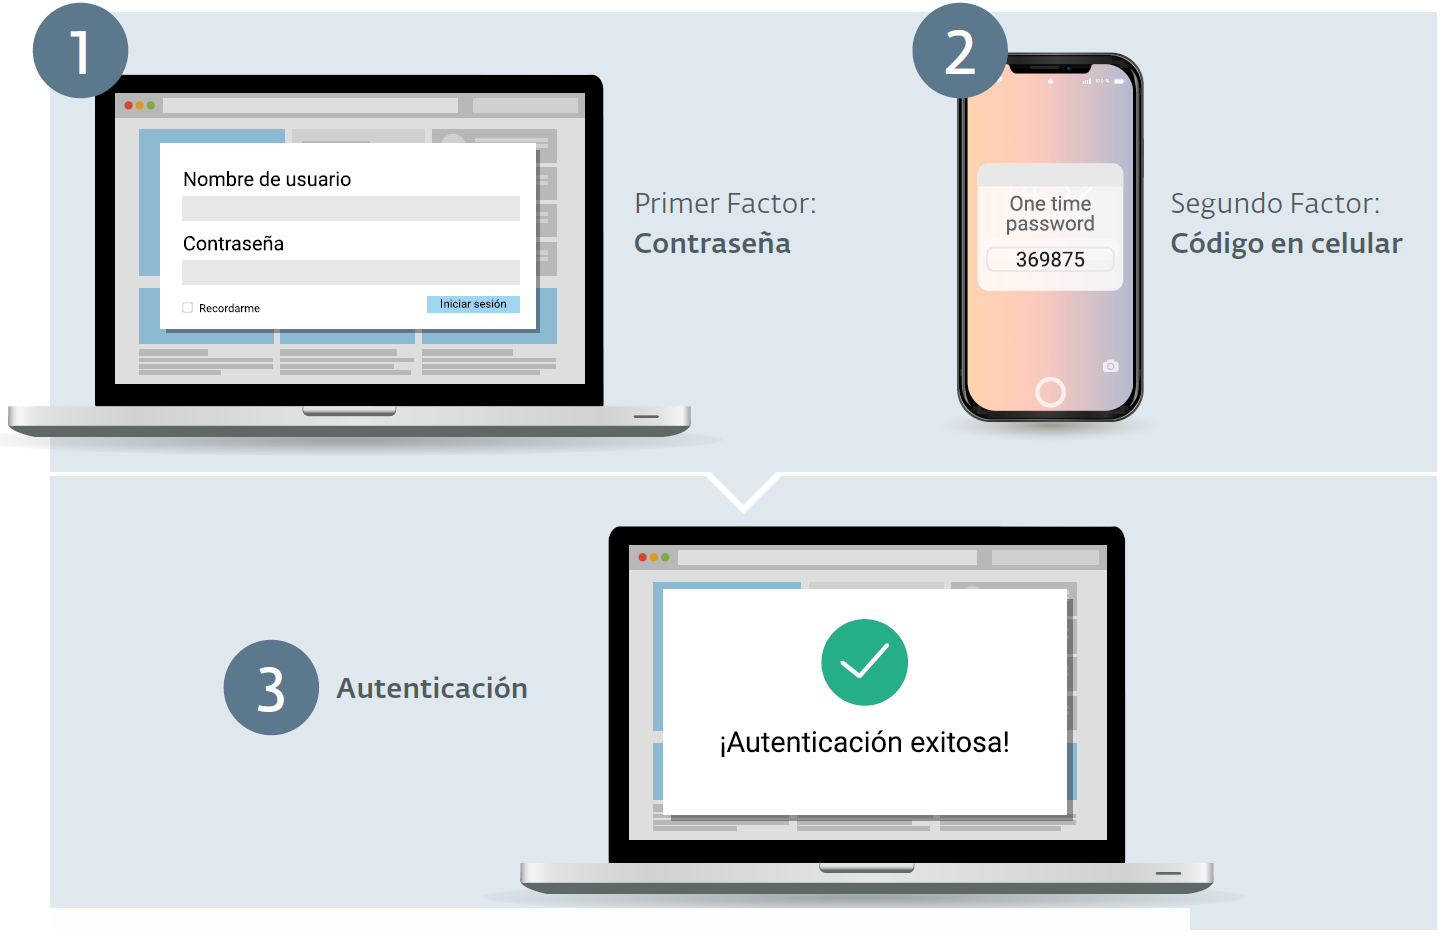 1
Nombre de usuario
Contraseña
Recordarme
Iniciar sesión
Primer Factor:
Contraseña
2
100 %
One time
password
369875
Segundo Factor:
Código en celular
3
Autenticación
¡Autenticación exitosa!